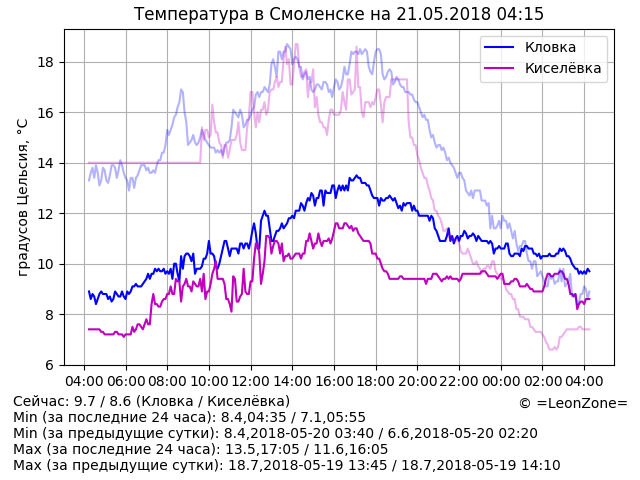 Температура в Смоленске на 21.05.2018 04:15
градусов Цельсия, °C
Кловка
Киселёвка
18
16
14
12
10
8
6
04:00 06:00 08:00 10:00 12:00 14:00 16:00 18:00 20:00 22:00 00:00 02:00 04:00
Сейчас: 9.7 / 8.6 (Кловка / Киселёвка)
© =LeonZone=
Min (за последние 24 часа): 8.4,04:35 / 7.1,05:55
Min (за предыдущие сутки): 8.4,2018-05-20 03:40 / 6.6,2018-05-20 02:20
Max (за последние 24 часа): 13.5,17:05 / 11.6,16:05
Max (за предыдущие сутки): 18.7,2018-05-19 13:45 / 18.7,2018-05-19 14:10